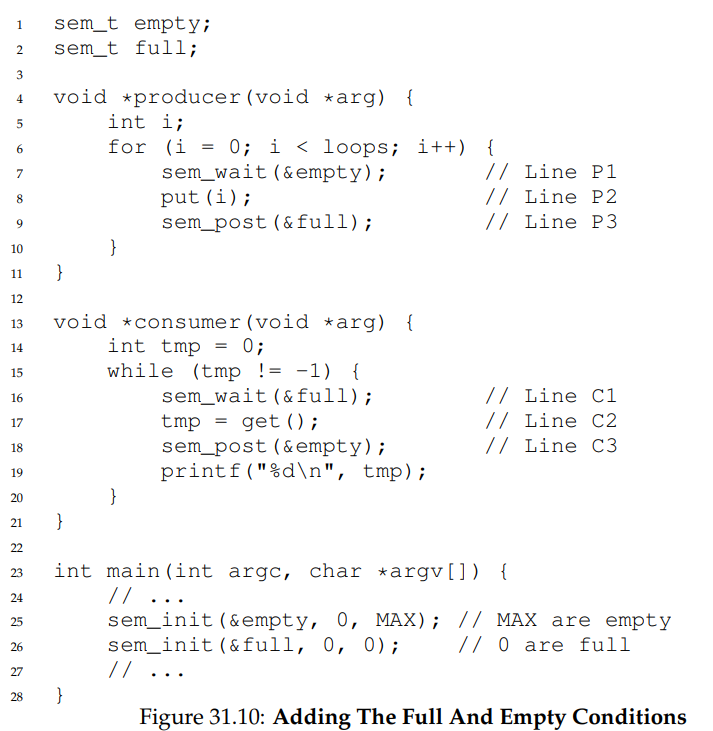 1 sem_t empty;
2 sem_t full;
3
4 void *producer(void *arg) {
5     int i;
6     for (i = 0; i < loops; i++) {
7         sem_wait(&empty);       // Line P1
8         put(i);                 // Line P2
9         sem_post(&full);        // Line P3
10     }
11 }
12
13 void *consumer(void *arg) {
14     int tmp = 0;
15     while (tmp != -1) {
16         sem_wait(&full);        // Line C1
17         tmp = get();            // Line C2
18         sem_post(&empty);       // Line C3
19         printf("%d\n", tmp);
20     }
21 }
22
23 int main(int argc, char *argv[]) {
24     // ...
25     sem_init(&empty, 0, MAX); // MAX are empty
26     sem_init(&full, 0, 0);    // 0 are full
27     // ...
28 }
Figure 31.10: Adding The Full And Empty Conditions